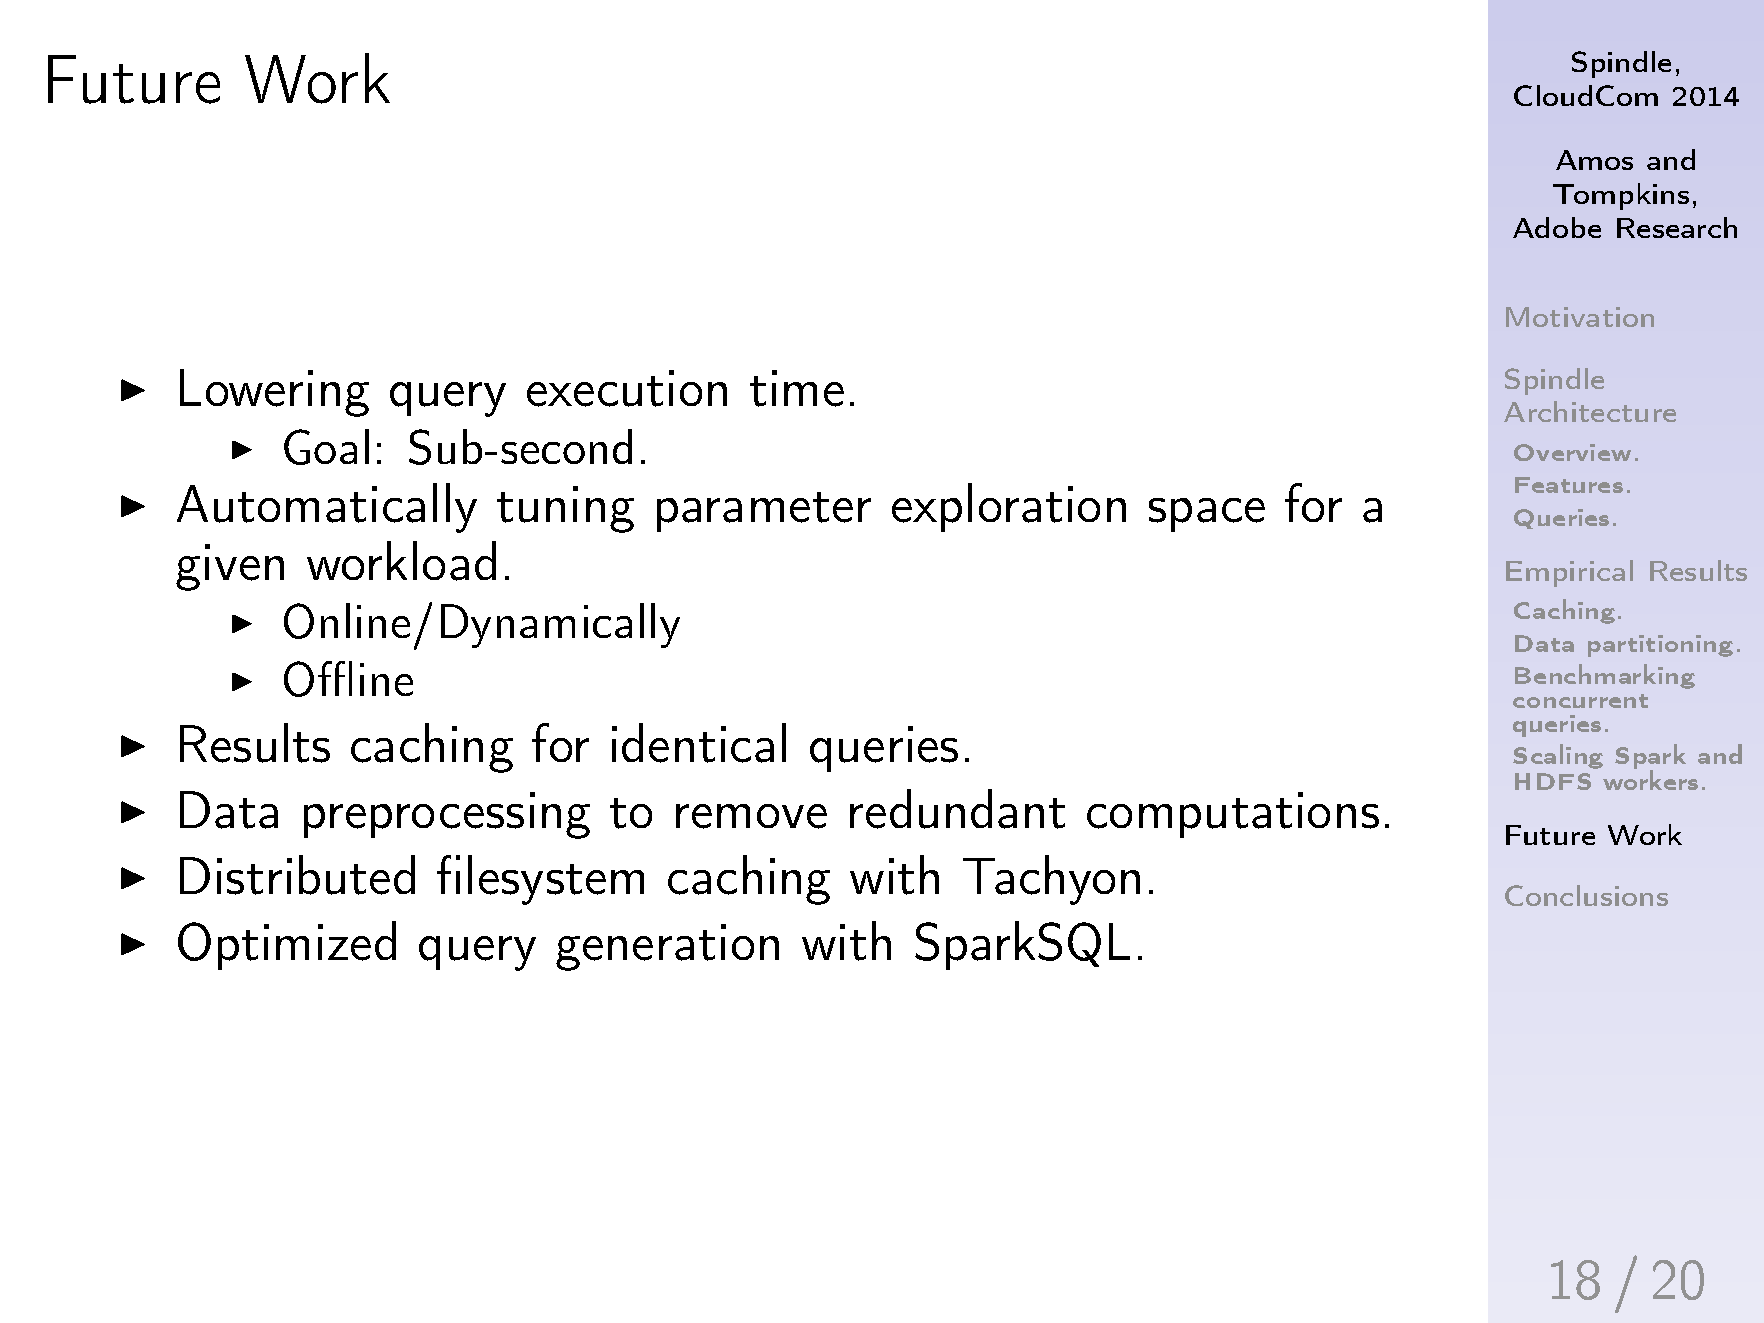 Future Work
▶ Lowering query execution time.
▶ Goal: Sub-second.
▶ Automatically tuning parameter exploration space for a
given workload.
▶ Online/Dynamically
▶ Offline
▶ Results caching for identical queries.
▶ Data preprocessing to remove redundant computations.
▶ Distributed filesystem caching with Tachyon.
▶ Optimized query generation with SparkSQL.
Spindle,
CloudCom 2014
Amos and
Tompkins,
Adobe Research
Motivation
Spindle
Architecture
Overview.
Features.
Queries.
Empirical Results
Caching.
Data partitioning.
Benchmarking
concurrent
queries.
Scaling Spark and
HDFS workers.
Future Work
Conclusions
18 / 20